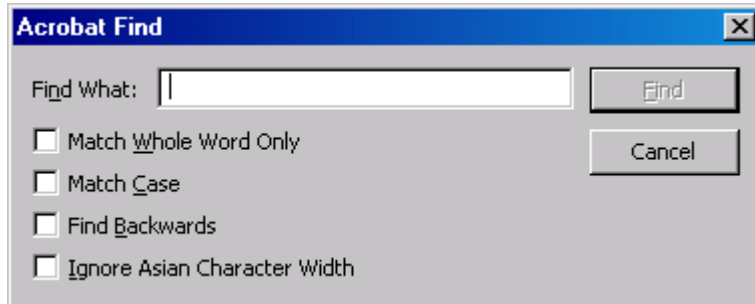 Acrobat Find
Find What: Find
Match Whole Word Only
Cancel
Match Case
Find Backwards
Ignore Asian Character Width